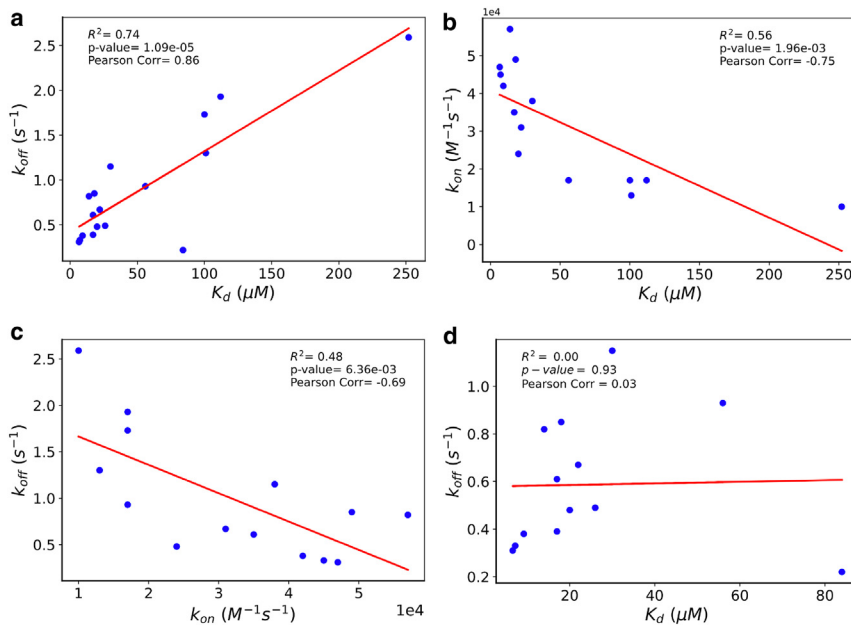 a
R² = 0.74
p-value= 1.09e-05
Pearson Corr= 0.86
2.5
2.0
1.5
1.0
0.5
k_off (s⁻¹)
0
50
100
150
200
250
K_d (μM)
b
1e4
R² = 0.56
p-value= 1.96e-03
Pearson Corr= -0.75
5
4
3
2
1
0
k_on (M⁻¹s⁻¹)
0
50
100
150
200
250
K_d (μM)
c
R² = 0.48
p-value= 6.36e-03
Pearson Corr= -0.69
2.5
2.0
1.5
1.0
0.5
k_off (s⁻¹)
1
2
3
4
5
1e4
k_on (M⁻¹s⁻¹)
d
R² = 0.00
p − value = 0.93
Pearson Corr = 0.03
1.0
0.8
0.6
0.4
0.2
k_off (s⁻¹)
20
40
60
80
K_d (μM)